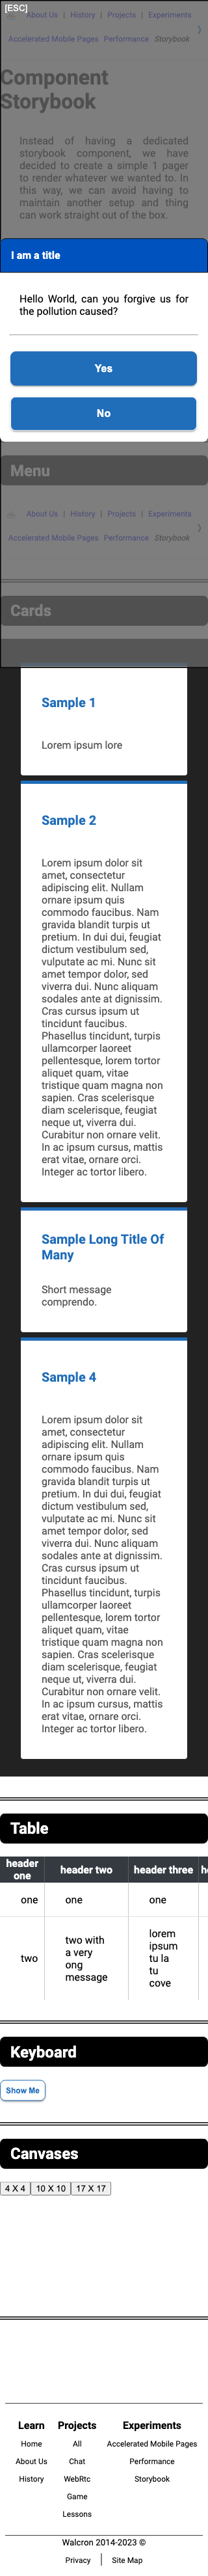 [ESC]
About Us | History | Projects | Experiments
Accelerated Mobile Pages Performance Storybook
Component
Storybook
Instead of having a dedicated
storybook component, we have
decided to create a simple 1 pager
to render whatever we wanted to. In
this way, we can avoid having to
maintain another setup and thing
can work straight out of the box.
I am a title
Hello World, can you forgive us for
the pollution caused?
Yes
No
Menu
About Us | History | Projects | Experiments
Accelerated Mobile Pages Performance Storybook
Cards
Sample 1
Lorem ipsum lore
Sample 2
Lorem ipsum dolor sit
amet, consectetur
adipiscing elit. Nullam
ornare ipsum quis
commodo faucibus. Nam
gravida blandit turpis ut
pretium. In dui dui, feugiat
dictum vestibulum sed,
vulputate ac mi. Nunc sit
amet tempor dolor, sed
viverra dui. Nunc aliquam
sodales ante at dignissim.
Cras cursus ipsum ut
tincidunt faucibus.
Phasellus tincidunt, turpis
ullamcorper laoreet
pellentesque, lorem tortor
aliquet quam, vitae
tristique quam magna non
sapien. Cras scelerisque
diam scelerisque, feugiat
neque ut, viverra dui.
Curabitur non ornare velit.
In ac ipsum cursus, mattis
erat vitae, ornare orci.
Integer ac tortor libero.
Sample Long Title Of
Many
Short message
comprendo.
Sample 4
Lorem ipsum dolor sit
amet, consectetur
adipiscing elit. Nullam
ornare ipsum quis
commodo faucibus. Nam
gravida blandit turpis ut
pretium. In dui dui, feugiat
dictum vestibulum sed,
vulputate ac mi. Nunc sit
amet tempor dolor, sed
viverra dui. Nunc aliquam
sodales ante at dignissim.
Cras cursus ipsum ut
tincidunt faucibus.
Phasellus tincidunt, turpis
ullamcorper laoreet
pellentesque, lorem tortor
aliquet quam, vitae
tristique quam magna non
sapien. Cras scelerisque
diam scelerisque, feugiat
neque ut, viverra dui.
Curabitur non ornare velit.
In ac ipsum cursus, mattis
erat vitae, ornare orci.
Integer ac tortor libero.
Table
header one header two header three
one one one
two two with a very ong message lorem ipsum tu la tu cove
Keyboard
Show Me
Canvases
4 X 4 10 X 10 17 X 17
Learn Projects Experiments
Home All Accelerated Mobile Pages
About Us Chat Performance
History WebRtc Storybook
Game
Lessons
Walcron 2014-2023 ©
Privacy | Site Map